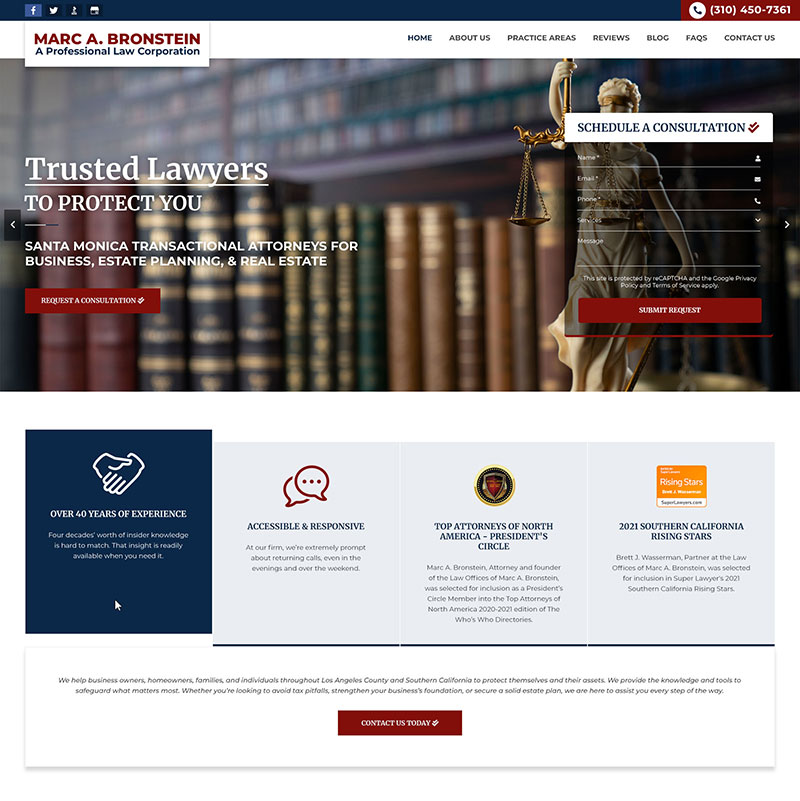 (310) 450-7361
MARC A. BRONSTEIN
A Professional Law Corporation
HOME ABOUT US PRACTICE AREAS REVIEWS BLOG FAQS CONTACT US
Trusted Lawyers
TO PROTECT YOU
SANTA MONICA TRANSACTIONAL ATTORNEYS FOR
BUSINESS, ESTATE PLANNING, & REAL ESTATE
REQUEST A CONSULTATION
SCHEDULE A CONSULTATION
Name *
Email *
Phone *
Services
Message
This site is protected by reCAPTCHA and the Google Privacy
Policy and Terms of Service apply.
SUBMIT REQUEST
OVER 40 YEARS OF EXPERIENCE
Four decades' worth of insider knowledge
is hard to match. That insight is readily
available when you need it.
ACCESSIBLE & RESPONSIVE
At our firm, we're extremely prompt
about returning calls, even in the
evenings and over the weekend.
TOP ATTORNEYS OF NORTH
AMERICA - PRESIDENT'S
CIRCLE
Marc A. Bronstein, Attorney and founder
of the Law Offices of Marc A. Bronstein,
was selected for inclusion as a President's
Circle Member into the Top Attorneys of
North America 2020-2021 edition of The
Who's Who Directories.
Rising Stars
Brett J. Wasserman
SuperLawyers.com
2021 SOUTHERN CALIFORNIA
RISING STARS
Brett J. Wasserman, Partner at the Law
Offices of Marc A. Bronstein, was selected
for inclusion in Super Lawyer's 2021
Southern California Rising Stars.
We help business owners, homeowners, families, and individuals throughout Los Angeles County and Southern California to protect themselves and their assets. We provide the knowledge and tools to
safeguard what matters most. Whether you're looking to avoid tax pitfalls, strengthen your business's foundation, or secure a solid estate plan, we are here to assist you every step of the way.
CONTACT US TODAY